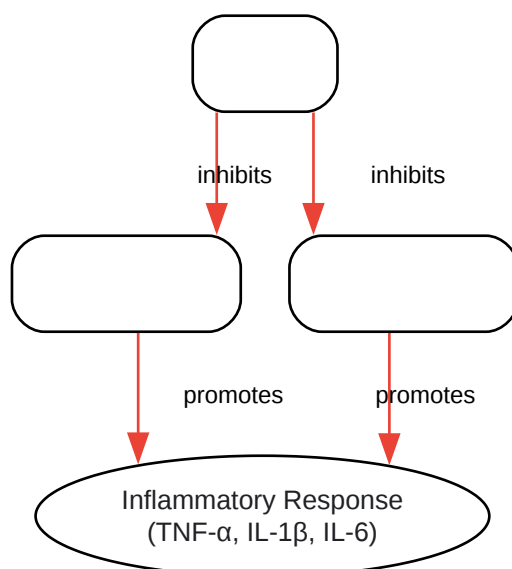 inhibits
inhibits
promotes
promotes
Inflammatory Response
(TNF-α, IL-1β, IL-6)